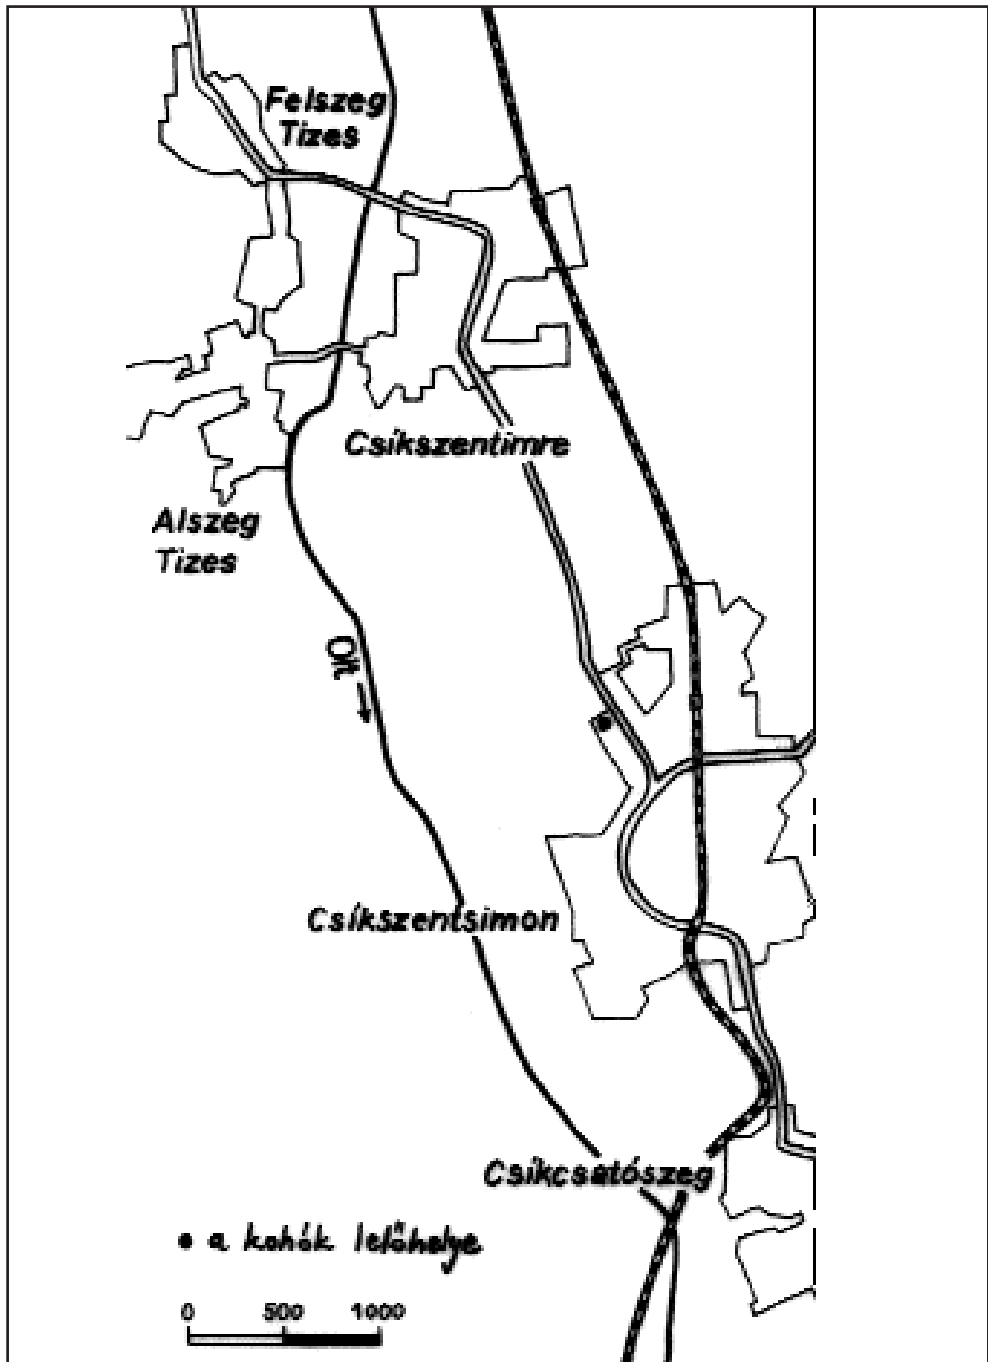 Felszeg
Tizes
Csíkszentimre
Alszeg
Tizes
Olt
Csíkszentsimon
Csíkcsatószeg
• a kohók lelőhelye
0 500 1000